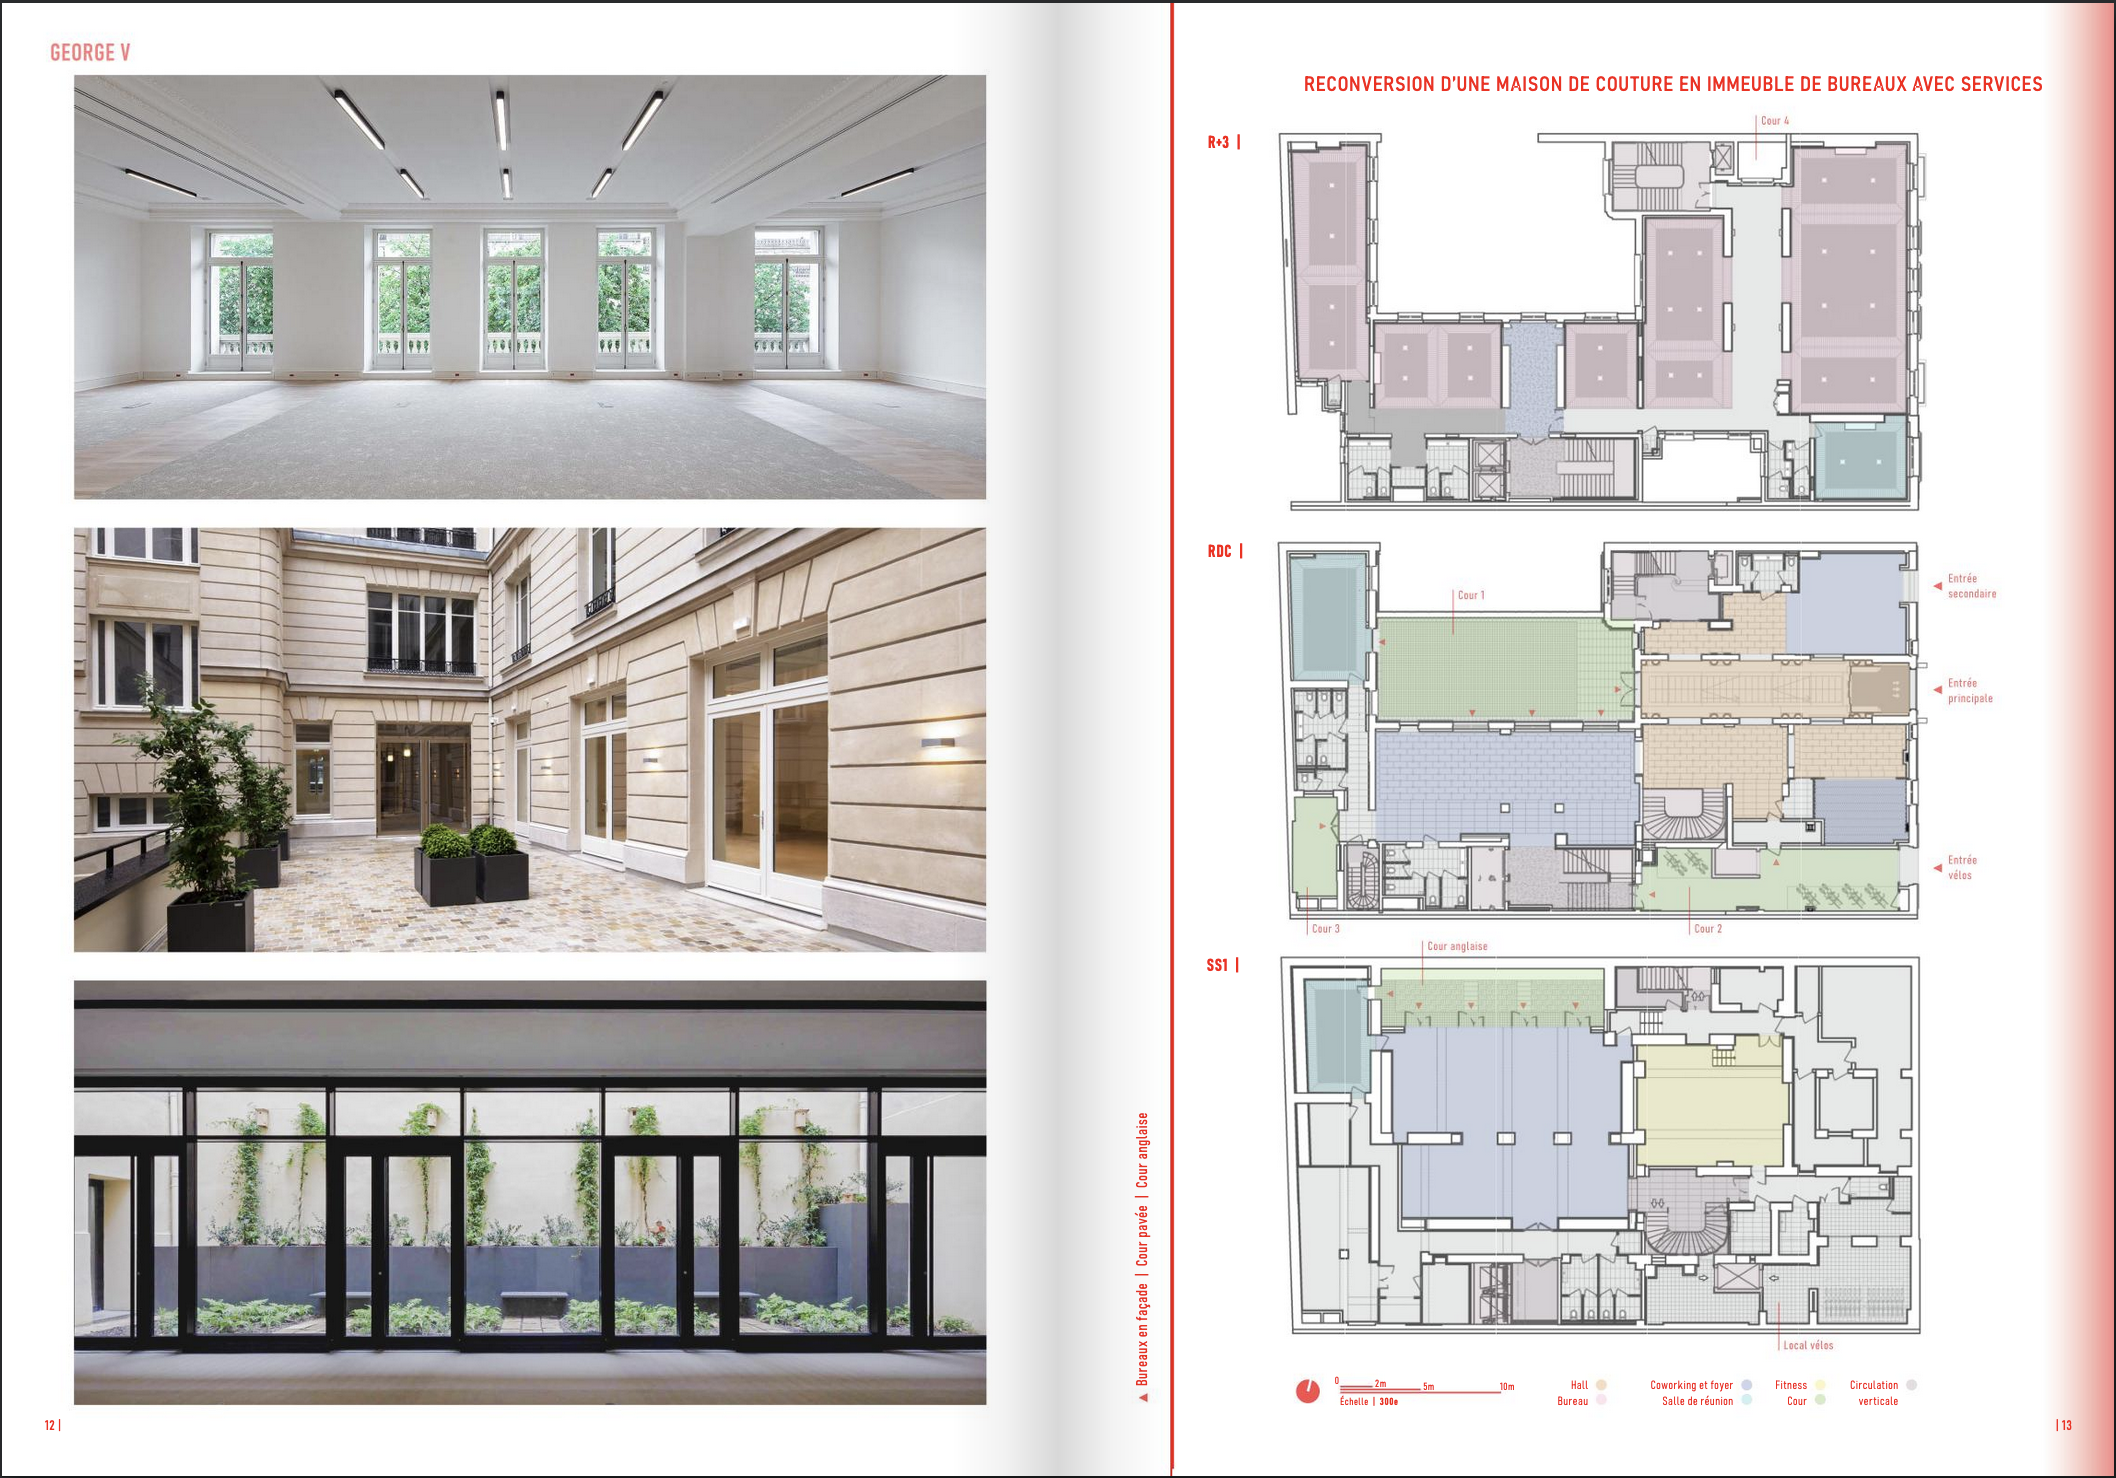 GEORGE V
12 |
▲ Bureaux en façade | Cour pavée | Cour anglaise
RECONVERSION D'UNE MAISON DE COUTURE EN IMMEUBLE DE BUREAUX AVEC SERVICES
R+3 |
Cour 4
RDC |
Cour 1
Entrée
secondaire
Entrée
principale
Entrée
vélos
Cour 3
Cour 2
SS1 |
Cour anglaise
Local vélos
0 2m 5m 10m
Échelle | 300e
Hall
Bureau
Coworking et foyer
Salle de réunion
Fitness
Cour
Circulation
verticale
| 13